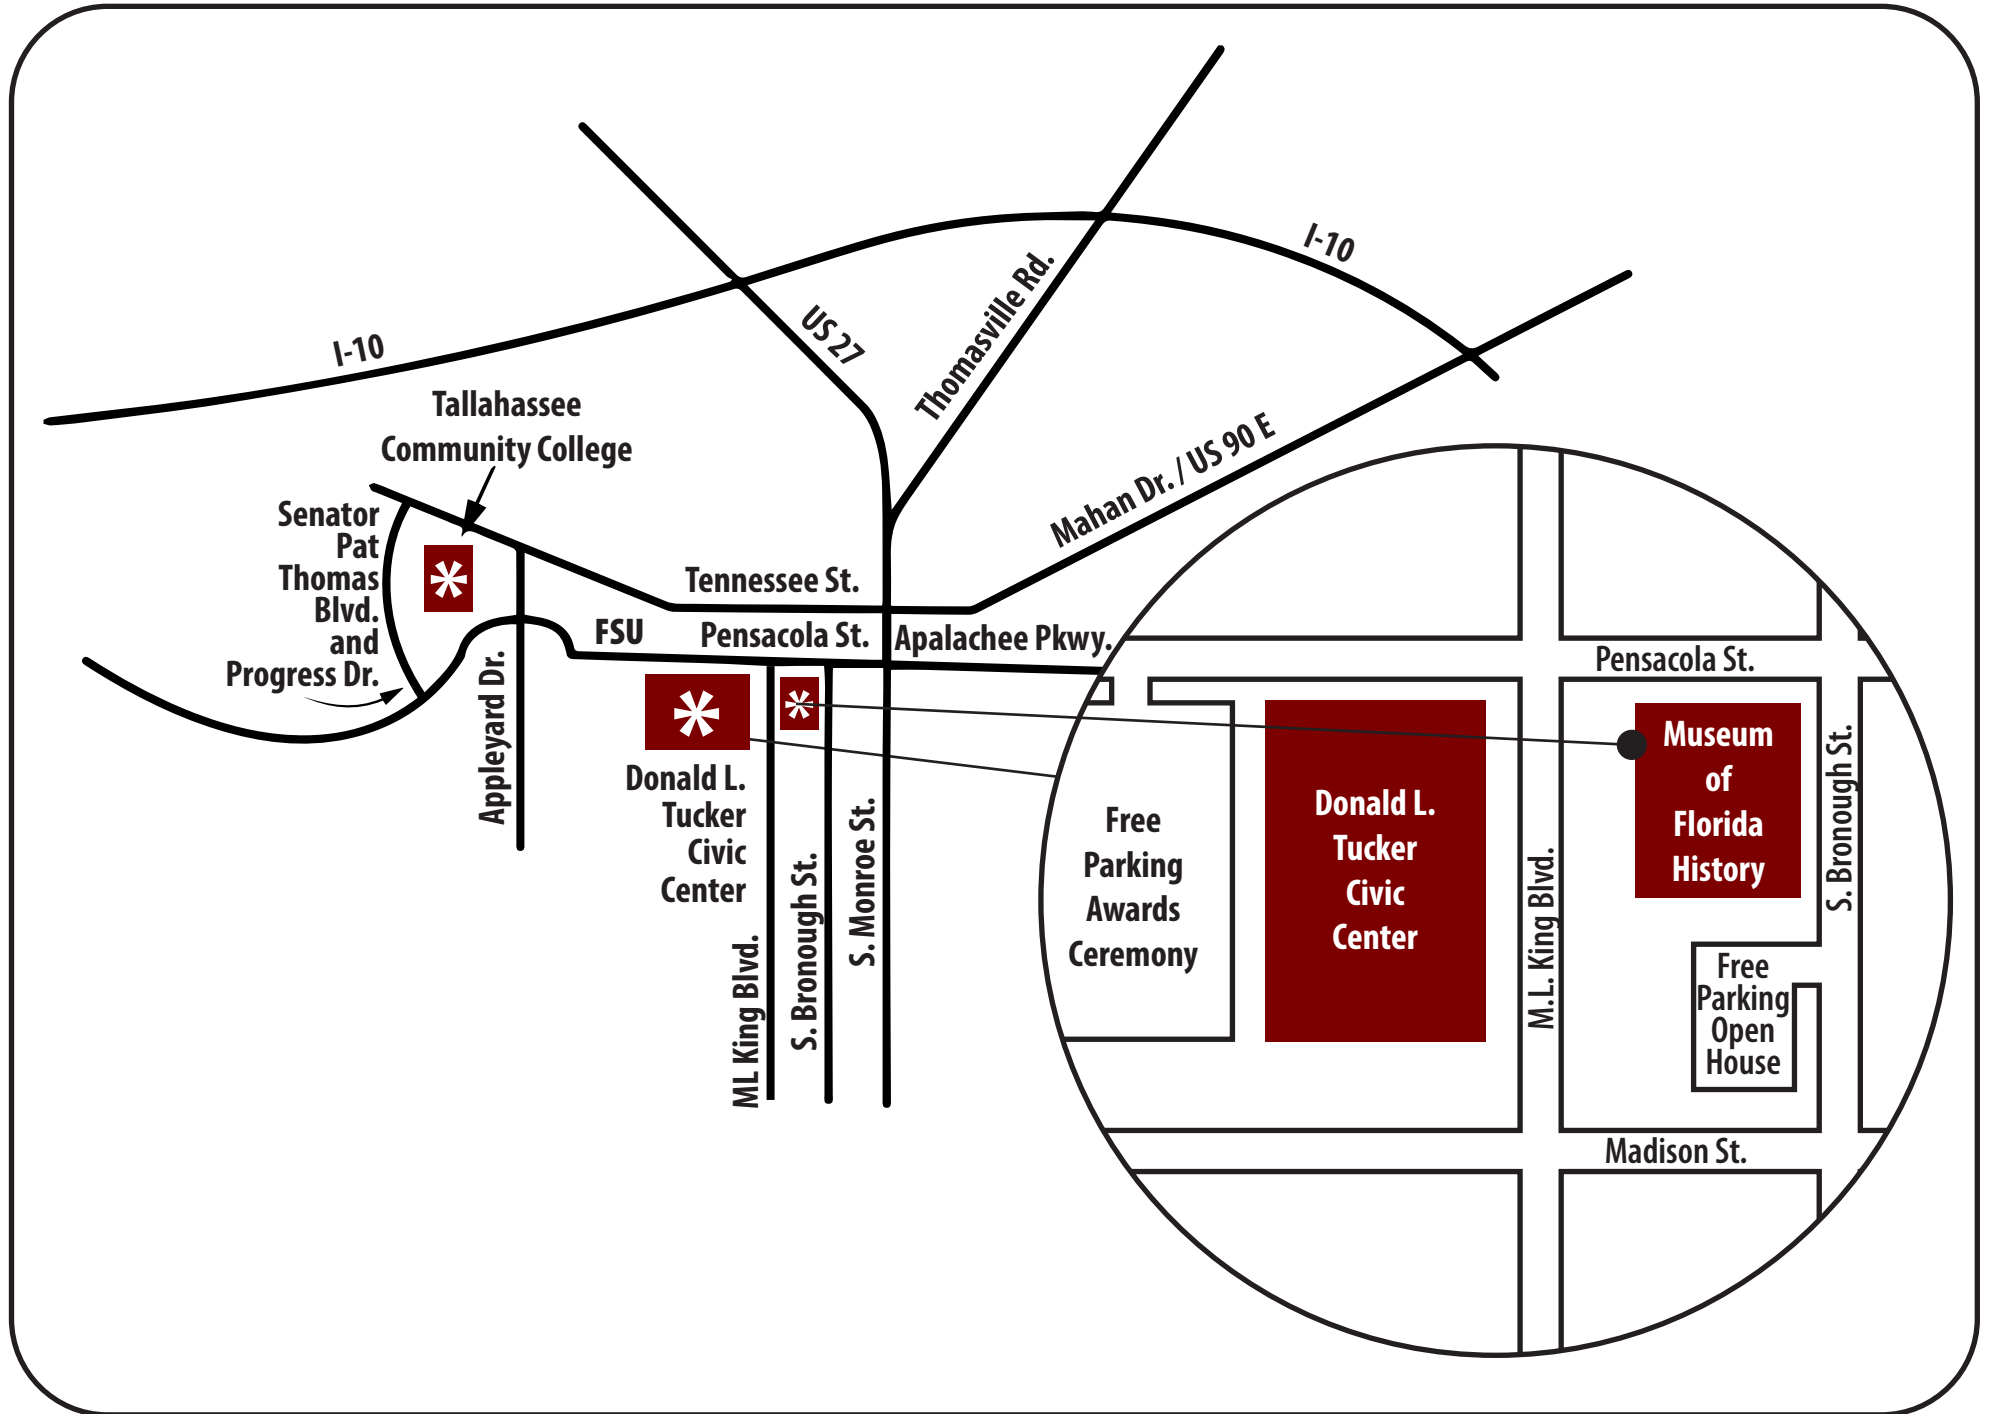 I-10
US 27
Thomasville Rd.
I-10
Mahan Dr. / US 90 E
Tallahassee
Community College
Senator
Pat
Thomas
Blvd.
and
Progress Dr.
Appleyard Dr.
Tennessee St.
FSU
Pensacola St.
Apalachee Pkwy.
Donald L.
Tucker
Civic
Center
ML King Blvd.
S. Bronough St.
S. Monroe St.
Pensacola St.
Free
Parking
Awards
Ceremony
Donald L.
Tucker
Civic
Center
M.L. King Blvd.
Museum
of
Florida
History
S. Bronough St.
Free
Parking
Open
House
Madison St.